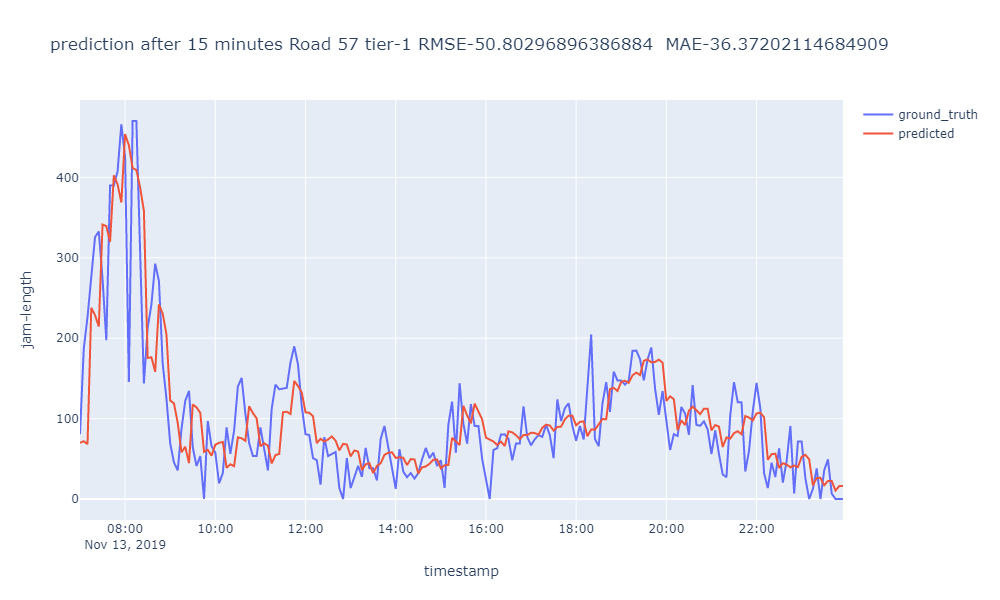 prediction after 15 minutes Road 57 tier-1 RMSE-50.80296896386884  MAE-36.37202114684909
ground_truth
predicted
jam-length
400
300
200
100
0
08:00
10:00
12:00
14:00
16:00
18:00
20:00
22:00
Nov 13, 2019
timestamp